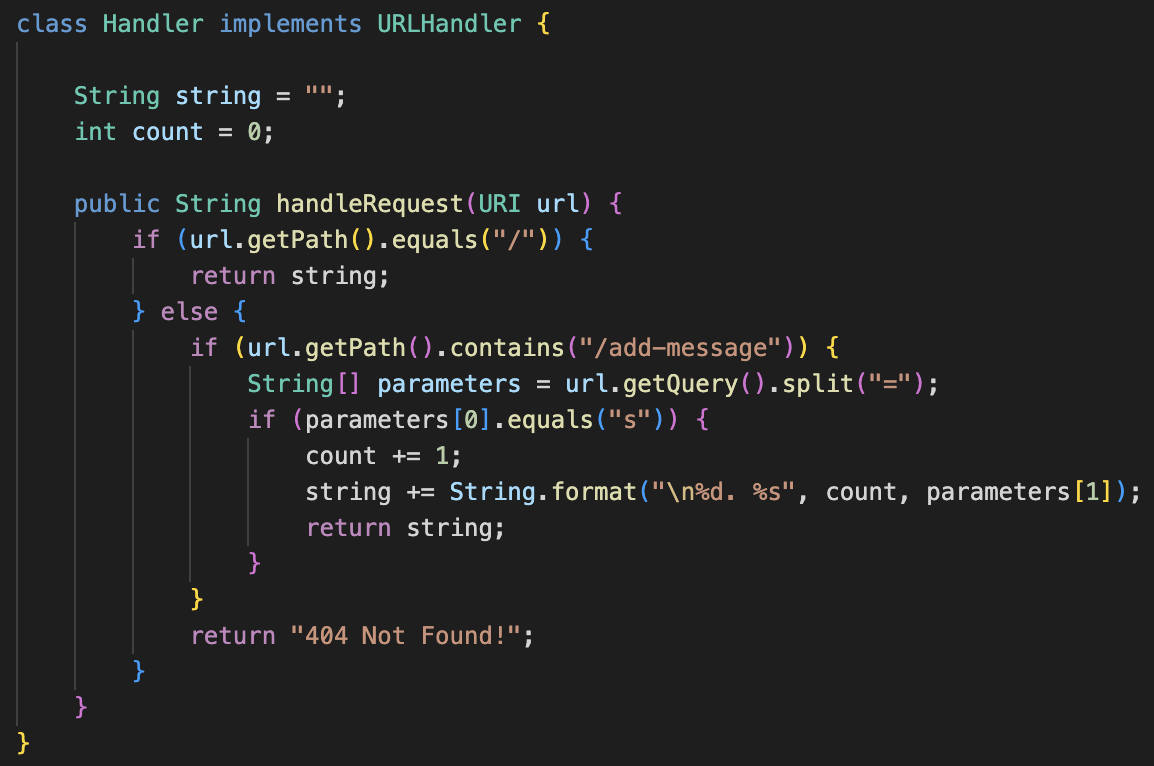 class Handler implements URLHandler {
String string = "";
int count = 0;
public String handleRequest(URI url) {
if (url.getPath().equals("/")) {
return string;
} else {
if (url.getPath().contains("/add-message")) {
String[] parameters = url.getQuery().split("=");
if (parameters[0].equals("s")) {
count += 1;
string += String.format("\n%d. %s", count, parameters[1]);
return string;
}
}
return "404 Not Found!";
}
}
}